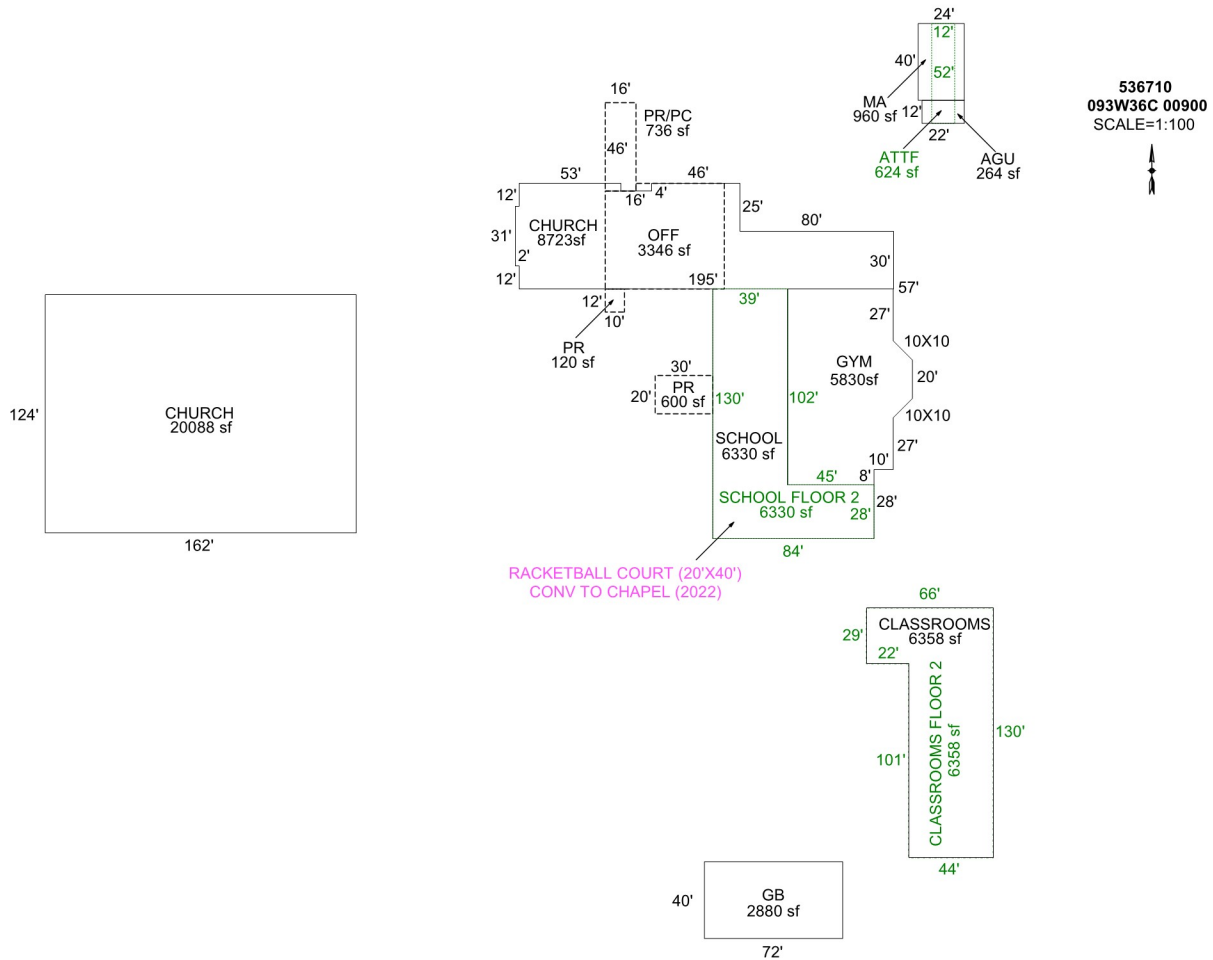 24'
12'
40'
52'
MA
960 sf
12'
22'
ATTF
624 sf
AGU
264 sf
536710
093W36C 00900
SCALE=1:100
16'
PR/PC
736 sf
46'
53'
46'
12'
16'
4'
25'
80'
31'
CHURCH
8723sf
OFF
3346 sf
2'
30'
12'
195'
57'
12'
10'
39'
27'
PR
120 sf
10X10
GYM
5830sf
20'
30'
20'
PR
600 sf
130'
102'
10X10
124'
CHURCH
20088 sf
162'
SCHOOL
6330 sf
27'
10'
45'
8'
SCHOOL FLOOR 2
6330 sf
28'
28'
84'
RACKETBALL COURT (20'X40')
CONV TO CHAPEL (2022)
66'
29'
CLASSROOMS
6358 sf
22'
CLASSROOMS FLOOR 2
6358 sf
130'
101'
44'
40'
GB
2880 sf
72'